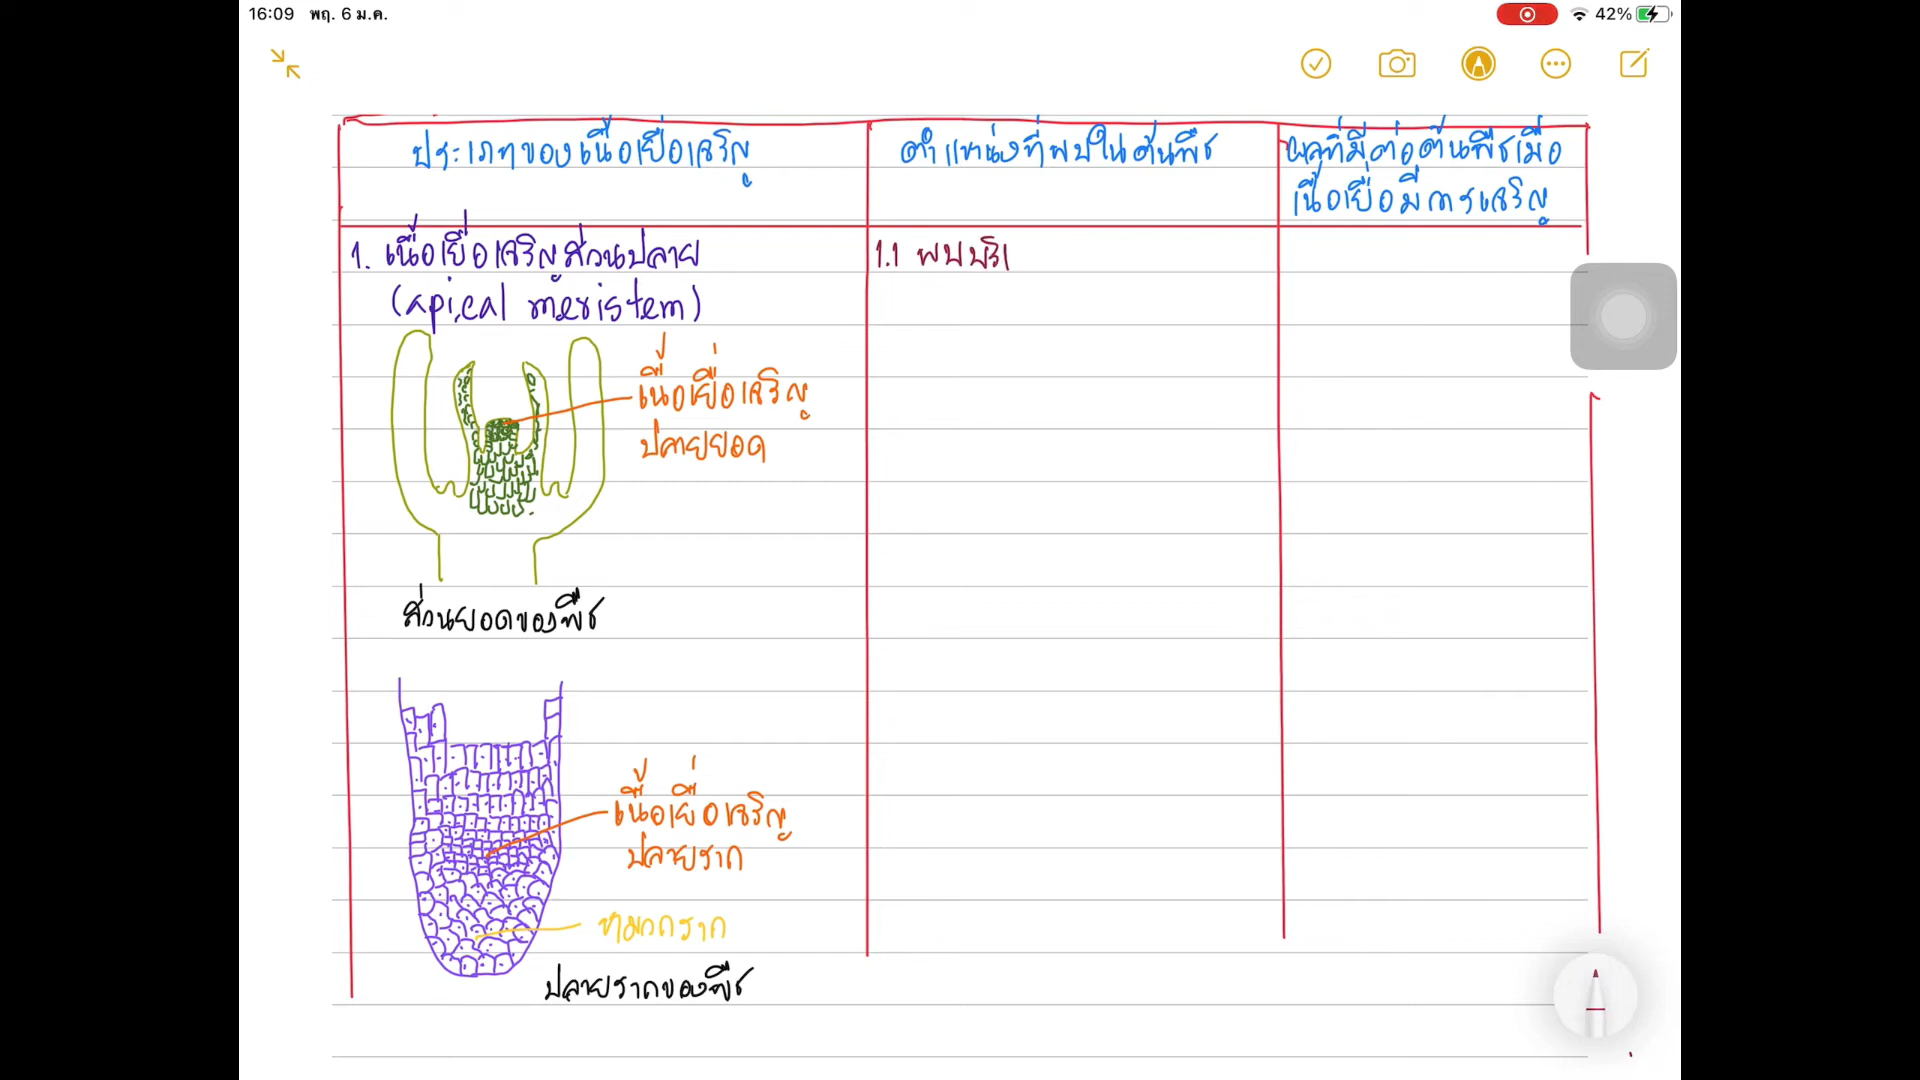 16:09 พฤ. 6 ม.ค.
42%
ประเภทของเนื้อเยื่อเจริญ
ตำแหน่งที่พบในต้นพืช
ผลที่มีต่อต้นพืชเมื่อ
เนื้อเยื่อมีการเจริญ
1. เนื้อเยื่อเจริญส่วนปลาย
(apical meristem)
1.1 พบบริเ
เนื้อเยื่อเจริญ
ปลายยอด
ส่วนยอดของพืช
เนื้อเยื่อเจริญ
ปลายราก
หมวกราก
ปลายรากของพืช